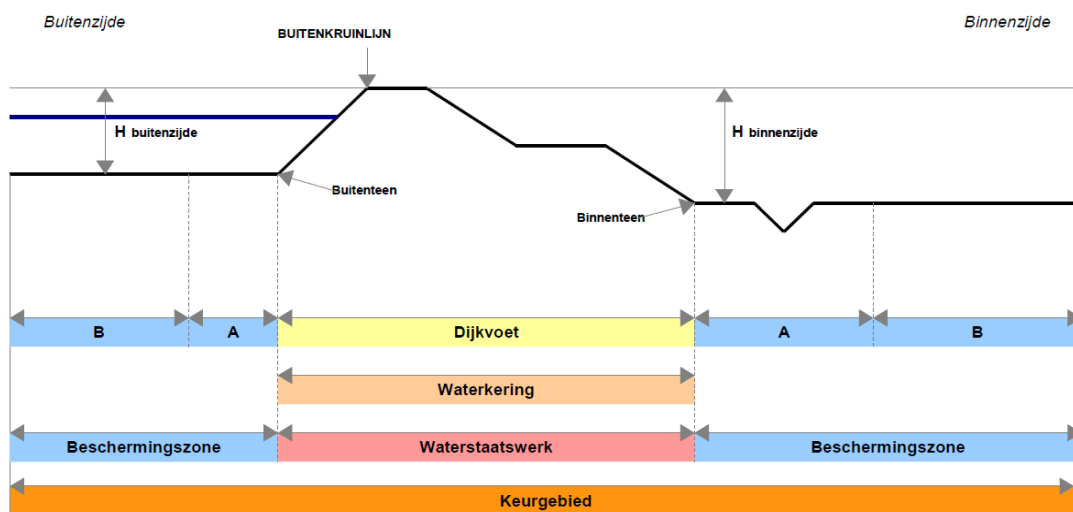 Buitenzijde
Binnenzijde
BUITENKRUINLIJN
H buitenzijde
H binnenzijde
Buitenteen
Binnenteen
B
A
Dijkvoet
A
B
Waterkering
Beschermingszone
Waterstaatswerk
Beschermingszone
Keurgebied